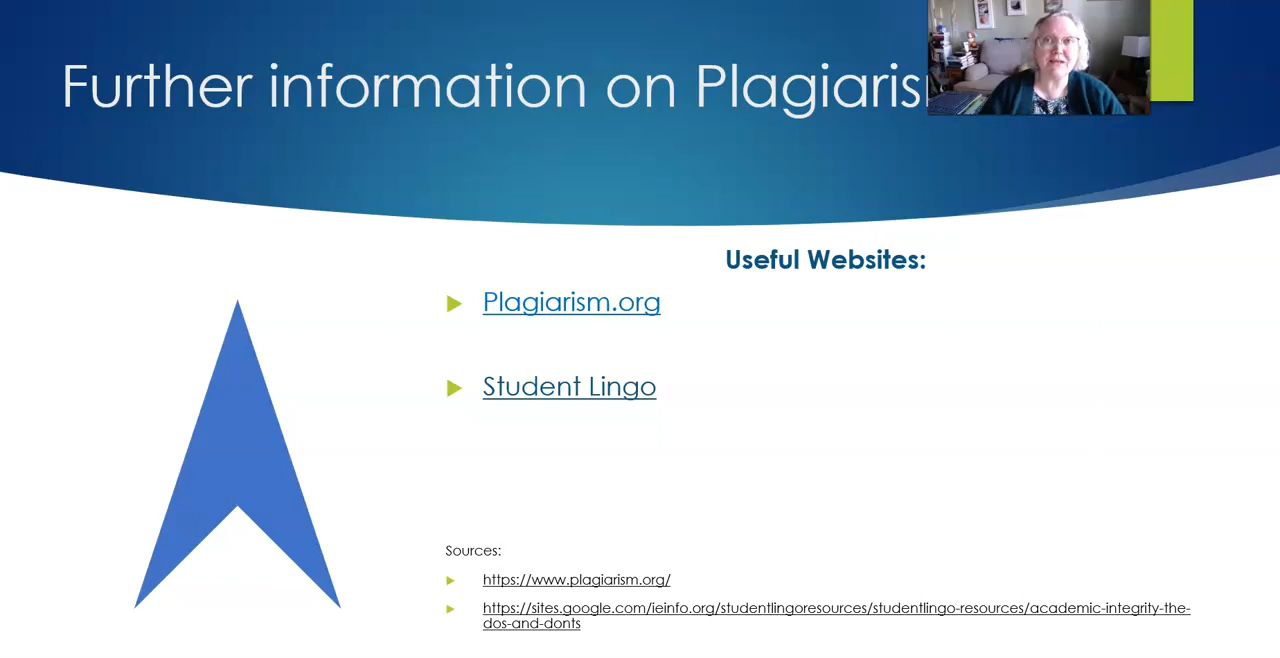 Further information on Plagiaris
Useful Websites:
Plagiarism.org
Student Lingo
Sources:
https://www.plagiarism.org/
https://sites.google.com/ieinfo.org/studentlingoresources/studentlingo-resources/academic-integrity-the-
dos-and-donts